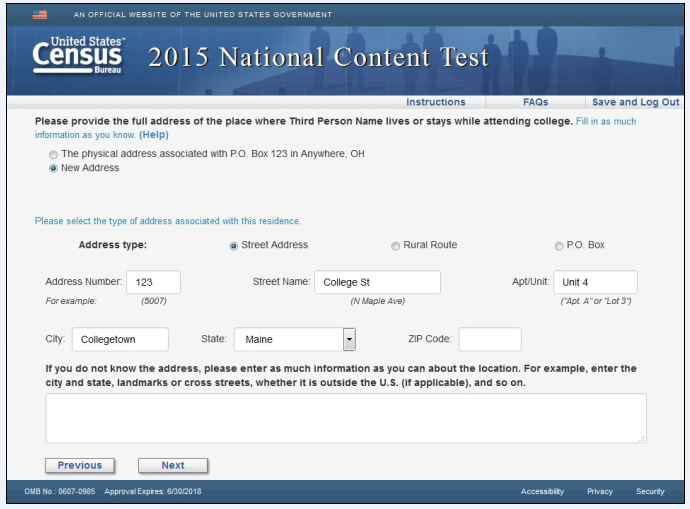 AN OFFICIAL WEBSITE OF THE UNITED STATES GOVERNMENT
United States™
Census
Bureau
2015 National Content Test
Instructions FAQs Save and Log Out
Please provide the full address of the place where Third Person Name lives or stays while attending college. Fill in as much
information as you know. (Help)
The physical address associated with P.O. Box 123 in Anywhere, OH
New Address
Please select the type of address associated with this residence.
Address type: Street Address Rural Route P.O. Box
Address Number: 123 Street Name: College St Apt/Unit: Unit 4
For example: (5007) (N Maple Ave) ("Apt. A" or "Lot 3")
City: Collegetown State: Maine ZIP Code:
If you do not know the address, please enter as much information as you can about the location. For example, enter the
city and state, landmarks or cross streets, whether it is outside the U.S. (if applicable), and so on.
Previous Next
OMB No.: 0607-0985 Approval Expires: 6/30/2018 Accessibility Privacy Security